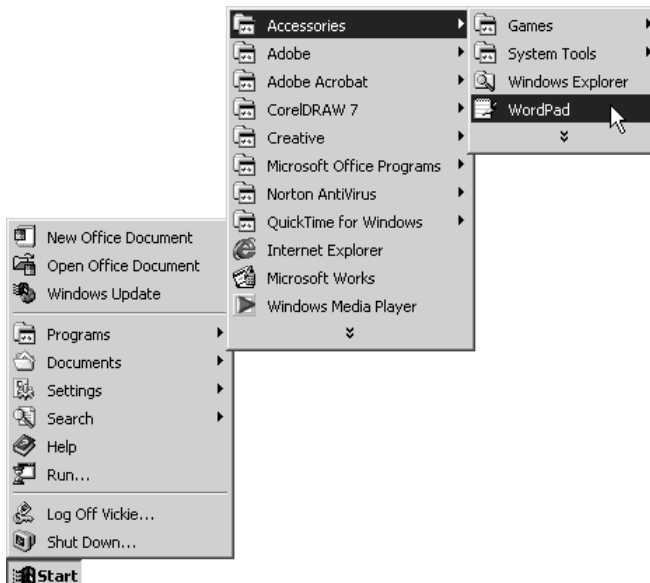 Accessories
Adobe
Adobe Acrobat
CorelDRAW 7
Creative
Microsoft Office Programs
Norton AntiVirus
QuickTime for Windows
Internet Explorer
Microsoft Works
Windows Media Player
Games
System Tools
Windows Explorer
WordPad
New Office Document
Open Office Document
Windows Update
Programs
Documents
Settings
Search
Help
Run...
Log Off Vickie...
Shut Down...
Start